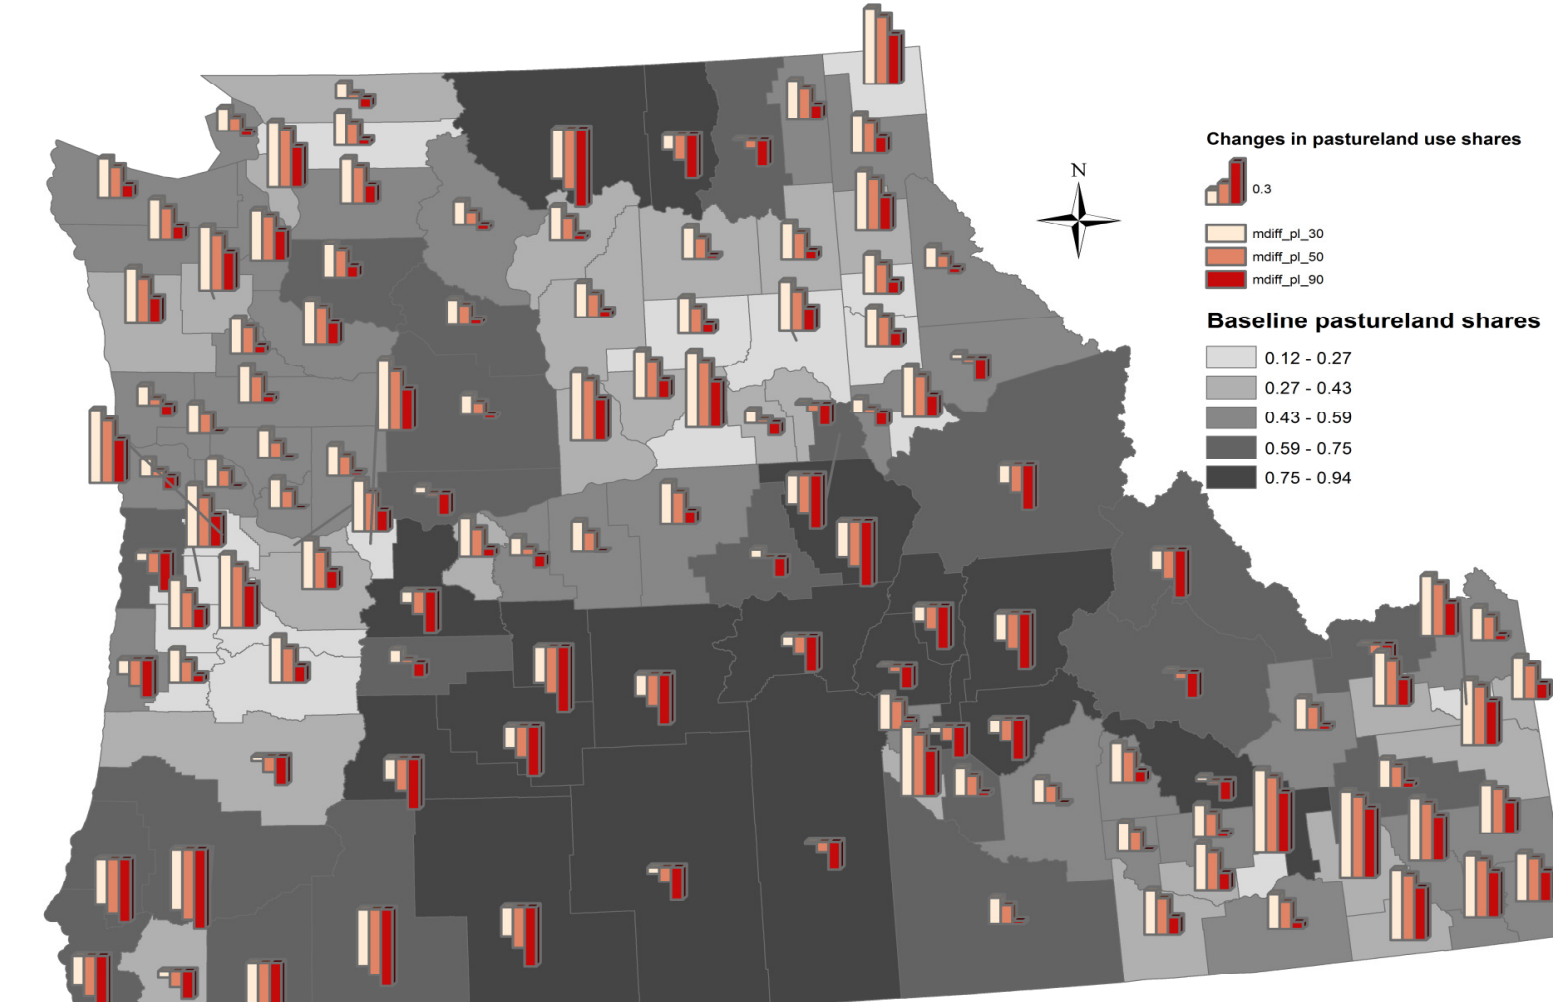 Changes in pastureland use shares
N
0.3
mdiff_pl_30
mdiff_pl_50
mdiff_pl_90
Baseline pastureland shares
0.12 - 0.27
0.27 - 0.43
0.43 - 0.59
0.59 - 0.75
0.75 - 0.94